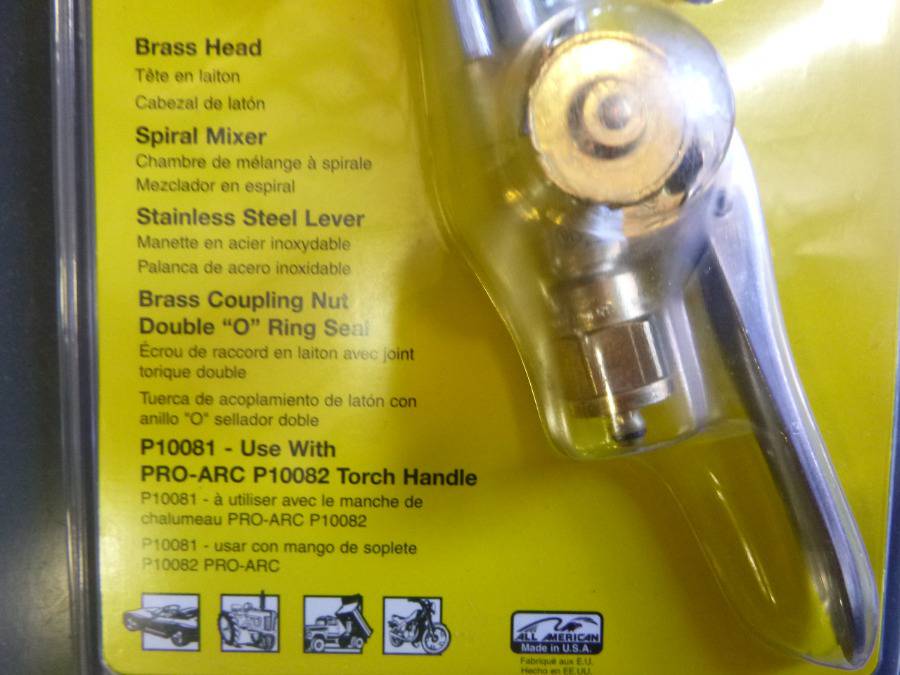 Brass Head
Tête en laiton
Cabezal de latón
Spiral Mixer
Chambre de mélange à spirale
Mezclador en espiral
Stainless Steel Lever
Manette en acier inoxydable
Palanca de acero inoxidable
Brass Coupling Nut
Double “O” Ring Seal
Écrou de raccord en laiton avec joint
torique double
Tuerca de acoplamiento de latón con
anillo "O" sellador doble
P10081 - Use With
PRO-ARC P10082 Torch Handle
P10081 - à utiliser avec le manche de
chalumeau PRO-ARC P10082
P10081 - usar con mango de soplete
P10082 PRO-ARC
ALL AMERICAN
Made in U.S.A.
Fabriqué aux É.U.
Hecho en EE.UU.